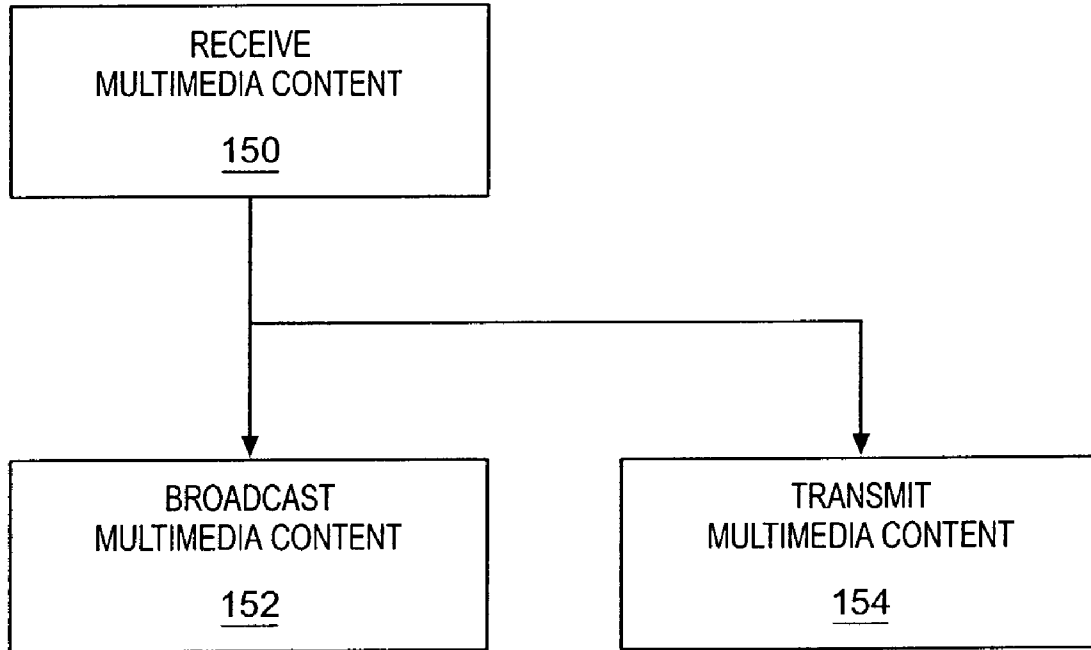 RECEIVE
MULTIMEDIA CONTENT
150
BROADCAST
MULTIMEDIA CONTENT
152
TRANSMIT
MULTIMEDIA CONTENT
154